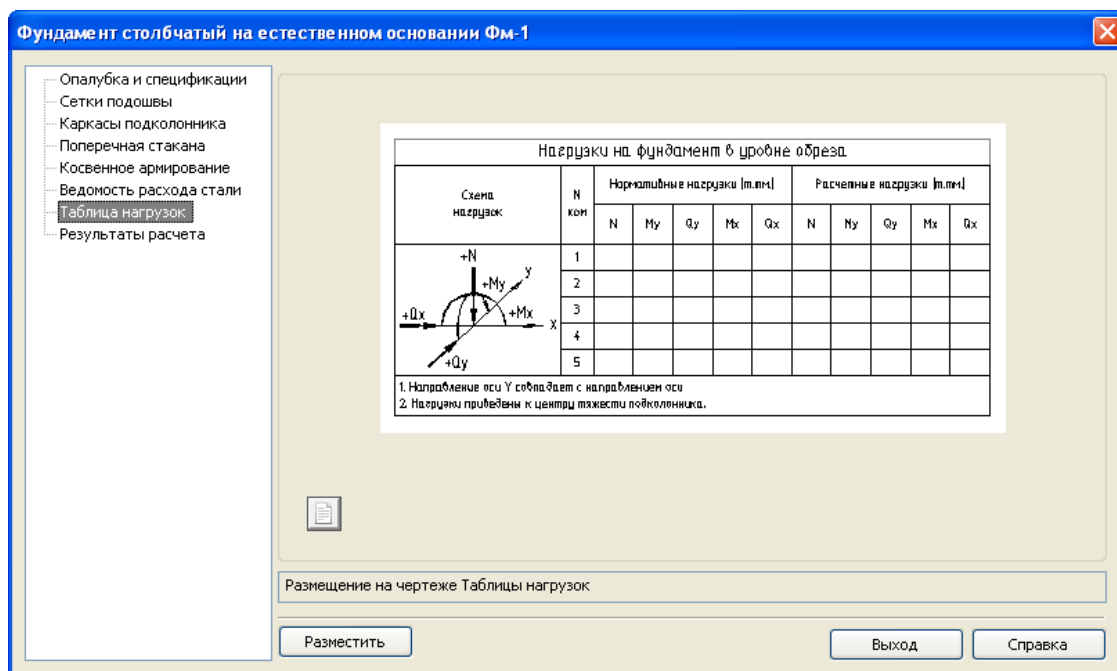 Фундамент столбчатый на естественном основании Фм-1
Опалубка и спецификации
Сетки подошвы
Каркасы подколонника
Поперечная стакана
Косвенное армирование
Ведомость расхода стали
Таблица нагрузок
Результаты расчета
Нагрузки на фундамент в уровне обреза
Схема нагрузок
N ком
Нормативные нагрузки (т.тм.)
Расчетные нагрузки (т.тм.)
N My Qy Mx Qx N My Qy Mx Qx
+N
+My
y
+Qx
+Mx
x
+Qy
1
2
3
4
5
1. Направление оси Y совпадает с направлением оси
2. Нагрузки приведены к центру тяжести подколонника.
Размещение на чертеже Таблицы нагрузок
Разместить
Выход
Справка